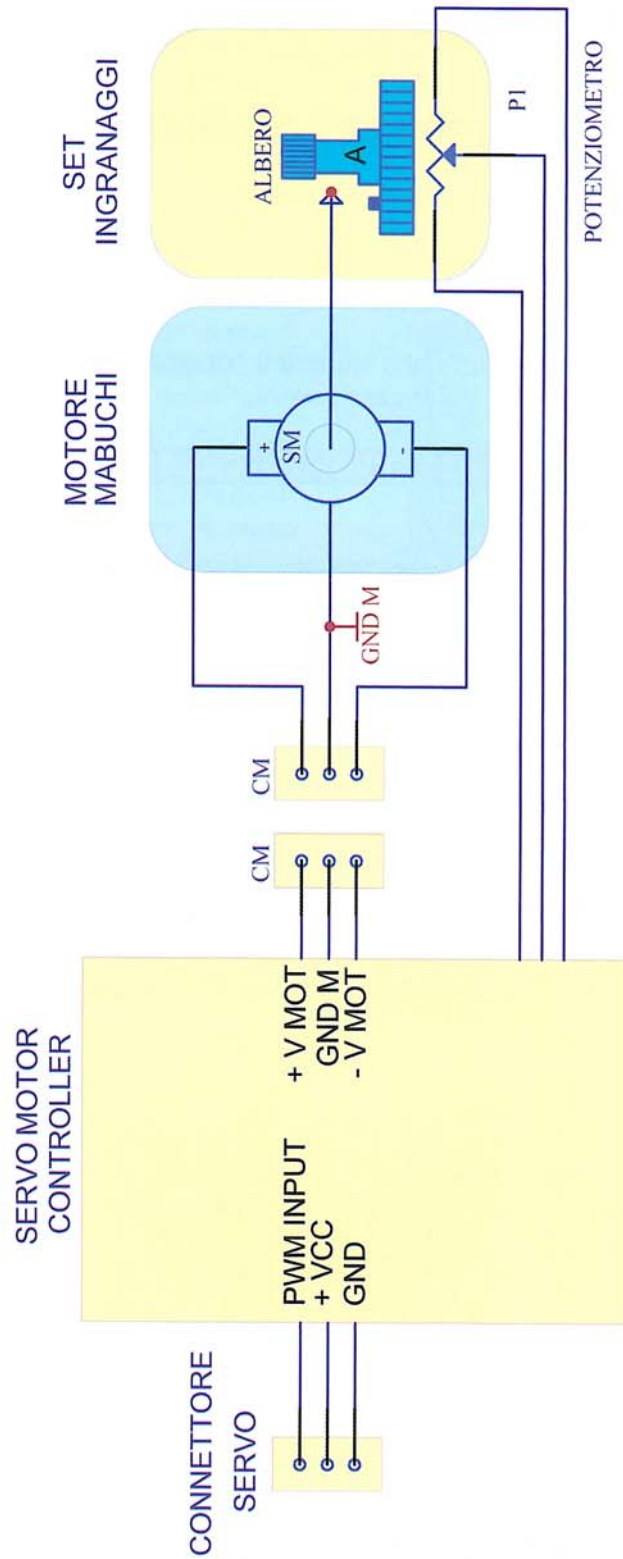 CONNETTORE
SERVO
SERVO MOTOR
CONTROLLER
PWM INPUT
+ VCC
GND
+ V MOT
GND M
- V MOT
CM
CM
GND M
MOTORE
MABUCHI
+
SM
-
SET
INGRANAGGI
ALBERO
A
P1
POTENZIOMETRO